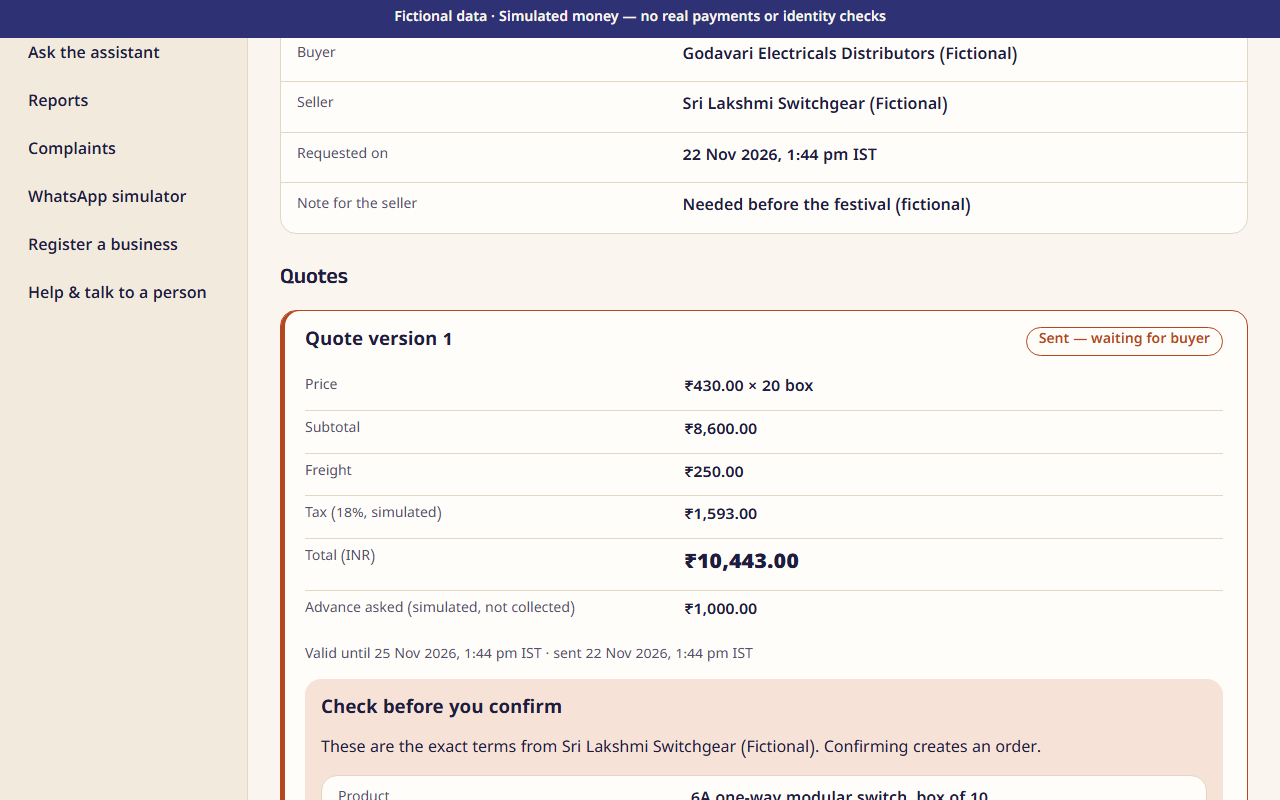 Fictional data · Simulated money — no real payments or identity checks
Ask the assistant
Reports
Complaints
WhatsApp simulator
Register a business
Help & talk to a person
Buyer Godavari Electricals Distributors (Fictional)
Seller Sri Lakshmi Switchgear (Fictional)
Requested on 22 Nov 2026, 1:44 pm IST
Note for the seller Needed before the festival (fictional)
Quotes
Quote version 1 Sent — waiting for buyer
Price ₹430.00 × 20 box
Subtotal ₹8,600.00
Freight ₹250.00
Tax (18%, simulated) ₹1,593.00
Total (INR) ₹10,443.00
Advance asked (simulated, not collected) ₹1,000.00
Valid until 25 Nov 2026, 1:44 pm IST · sent 22 Nov 2026, 1:44 pm IST
Check before you confirm
These are the exact terms from Sri Lakshmi Switchgear (Fictional). Confirming creates an order.
Product 6A one-way modular switch, box of 10